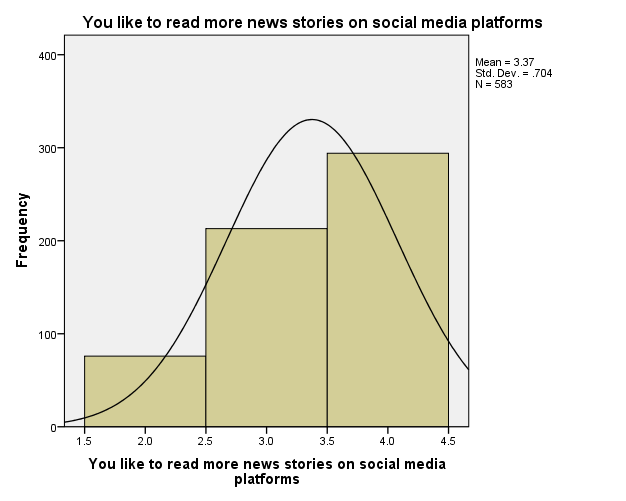 You like to read more news stories on social media platforms
400
300
200
100
0
Frequency
1.5 2.0 2.5 3.0 3.5 4.0 4.5
You like to read more news stories on social media
platforms
Mean = 3.37
Std. Dev. = .704
N = 583